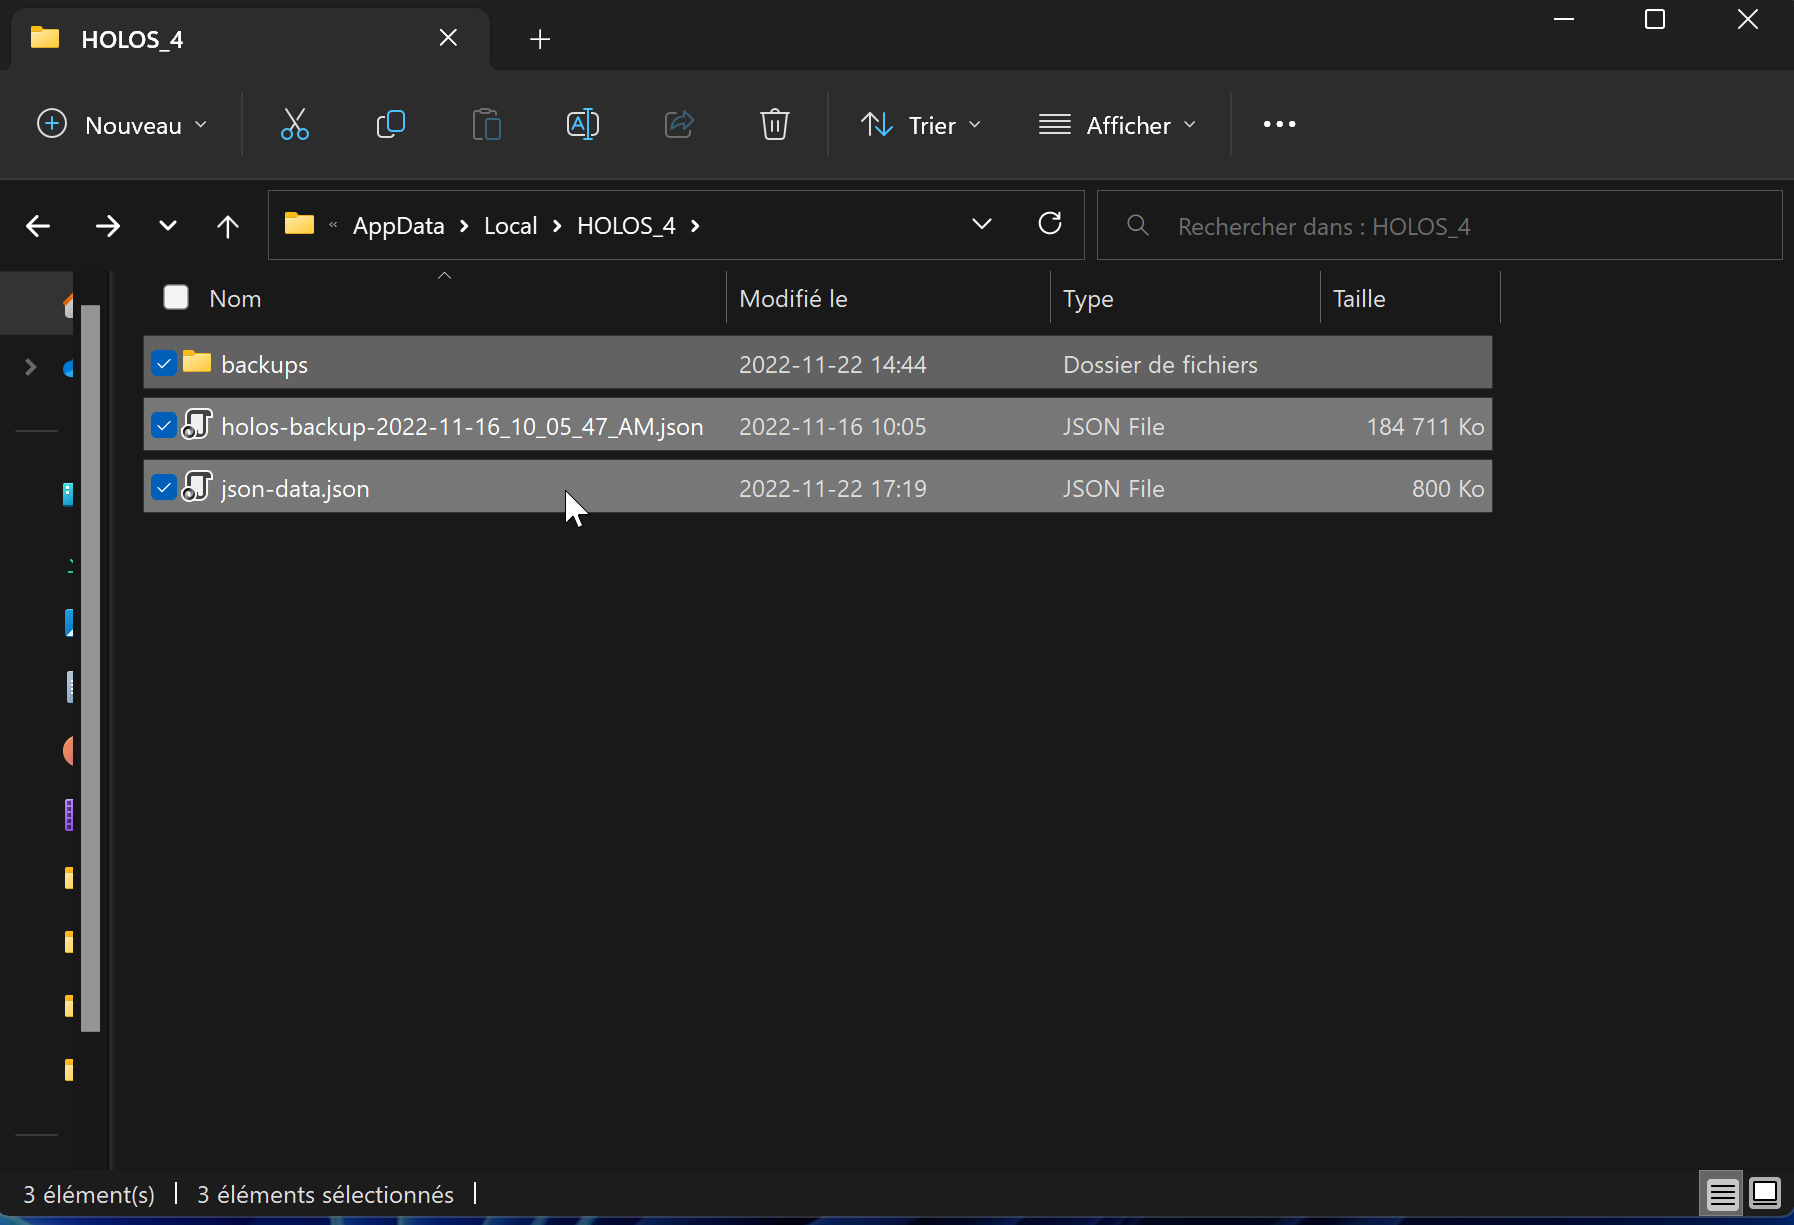 HOLOS_4
Nouveau
Trier
Afficher
« AppData > Local > HOLOS_4 >
Rechercher dans : HOLOS_4
Nom Modifié le Type Taille
backups 2022-11-22 14:44 Dossier de fichiers
holos-backup-2022-11-16_10_05_47_AM.json 2022-11-16 10:05 JSON File 184 711 Ko
json-data.json 2022-11-22 17:19 JSON File 800 Ko
3 élément(s) 3 éléments sélectionnés